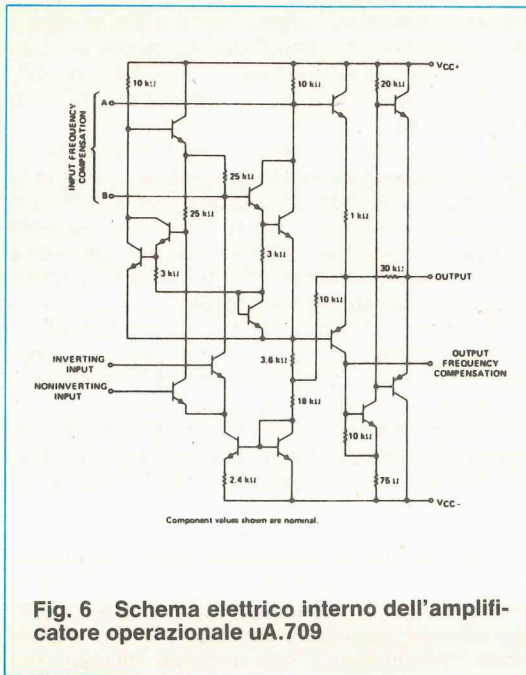 VCC+
10 kΩ
10 kΩ
20 kΩ
A
INPUT FREQUENCY
COMPENSATION
25 kΩ
B
25 kΩ
1 kΩ
3 kΩ
3 kΩ
30 kΩ
OUTPUT
10 kΩ
INVERTING
INPUT
3.6 kΩ
OUTPUT
FREQUENCY
COMPENSATION
NONINVERTING
INPUT
18 kΩ
10 kΩ
2.4 kΩ
75 Ω
VCC-
Component values shown are nominal.
Fig. 6 Schema elettrico interno dell'amplifi-
catore operazionale uA.709